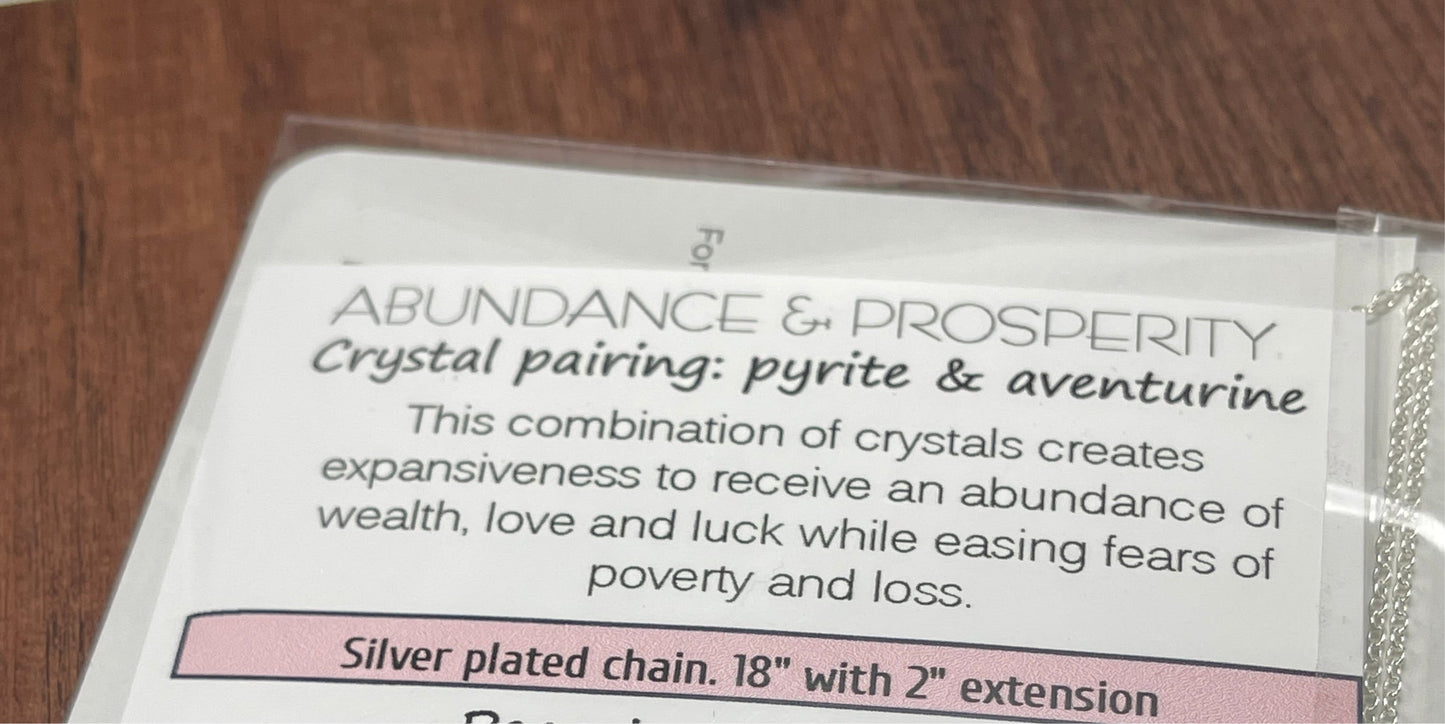 For
ABUNDANCE & PROSPERITY
Crystal pairing: pyrite & aventurine
This combination of crystals creates
expansiveness to receive an abundance of
wealth, love and luck while easing fears of
poverty and loss.
Silver plated chain. 18" with 2" extension